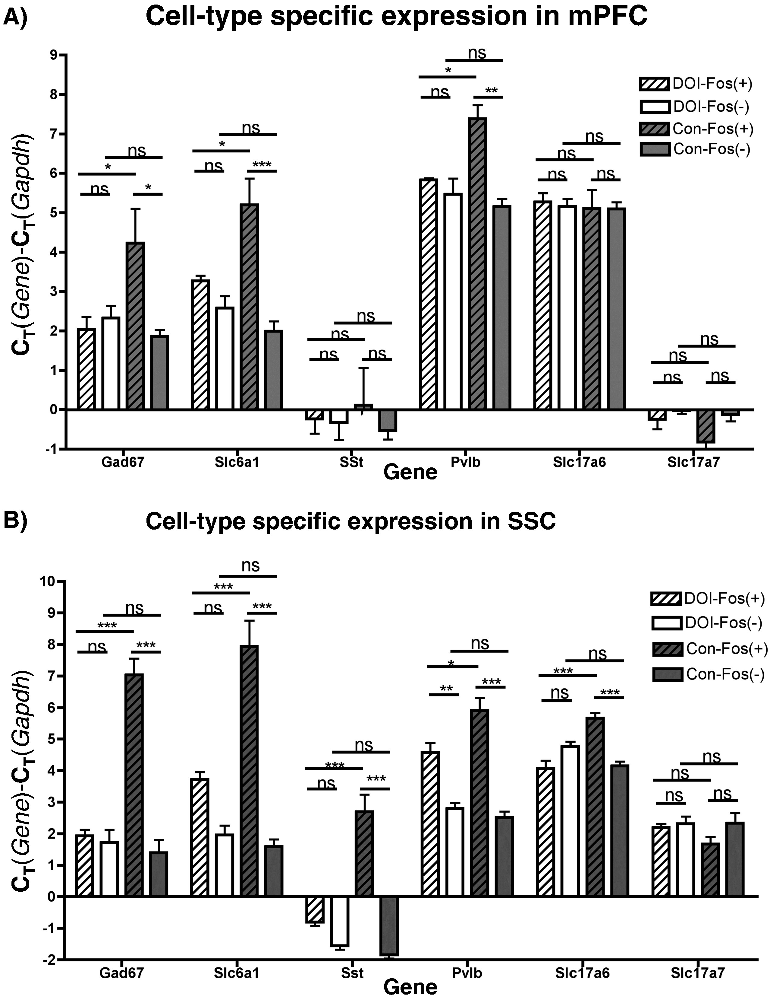 A)
Cell-type specific expression in mPFC
CT(Gene)-CT(Gapdh)
9
8
7
6
5
4
3
2
1
0
-1
ns
*
ns
**
ns
*
ns
***
ns
*
ns
*
ns
ns
ns
ns
ns
ns
ns
ns
ns
ns
ns
ns
DOI-Fos(+)
DOI-Fos(-)
Con-Fos(+)
Con-Fos(-)
Gad67
Slc6a1
SSt
Pvlb
Slc17a6
Slc17a7
Gene
B)
Cell-type specific expression in SSC
CT(Gene)-CT(Gapdh)
10
9
8
7
6
5
4
3
2
1
0
-1
-2
ns
***
ns
***
ns
***
ns
***
ns
***
ns
***
ns
*
**
***
ns
***
ns
***
ns
ns
ns
ns
DOI-Fos(+)
DOI-Fos(-)
Con-Fos(+)
Con-Fos(-)
Gad67
Slc6a1
Sst
Pvlb
Slc17a6
Slc17a7
Gene